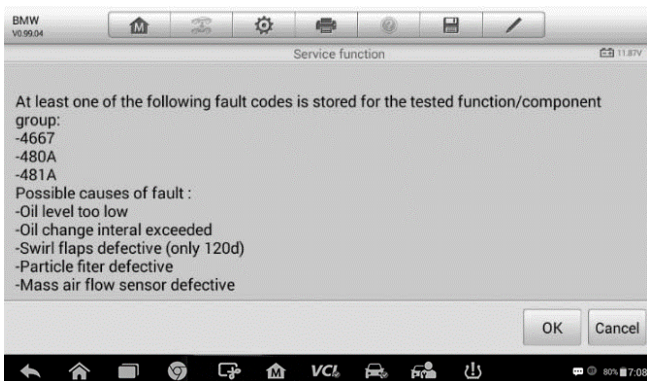 BMW
V0.99.04
Service function
11.87V
At least one of the following fault codes is stored for the tested function/component
group:
-4667
-480A
-481A
Possible causes of fault :
-Oil level too low
-Oil change interal exceeded
-Swirl flaps defective (only 120d)
-Particle fiter defective
-Mass air flow sensor defective
OK Cancel
VCI
80% 7:08